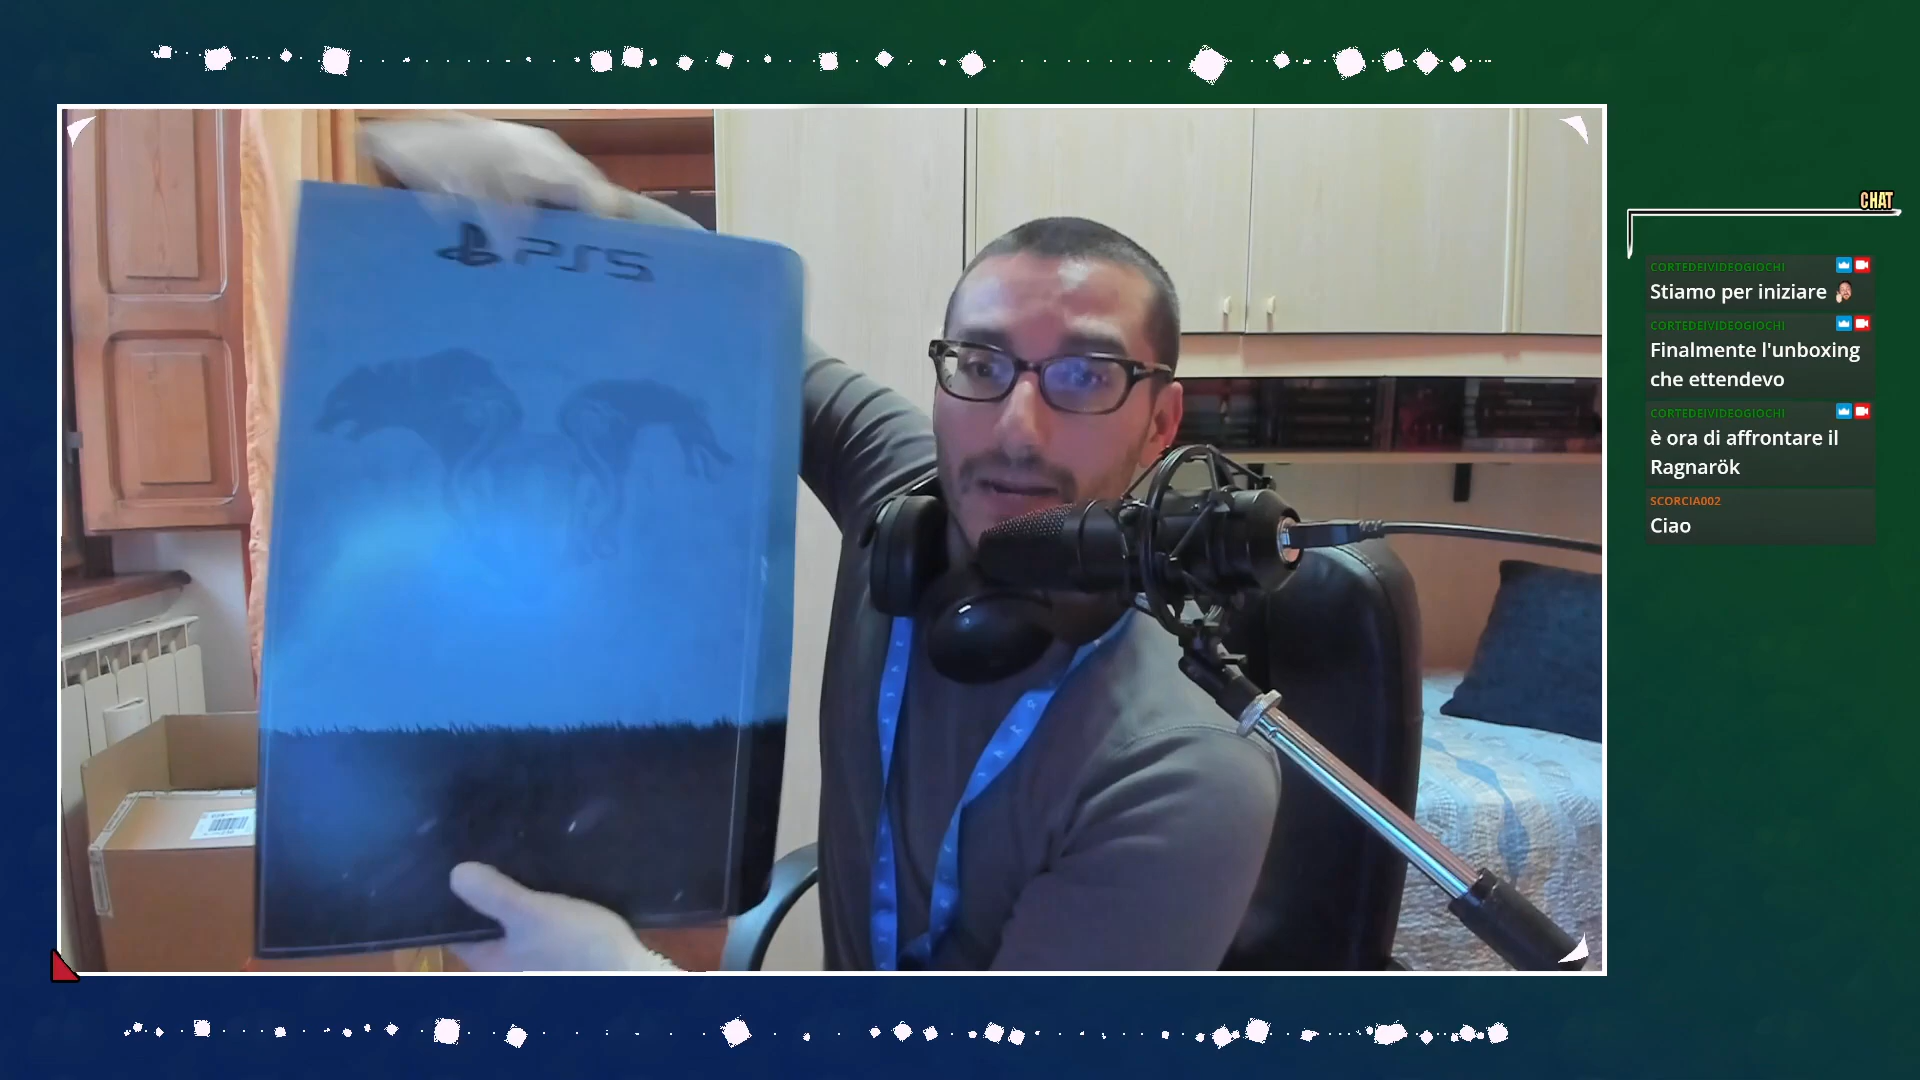 PS5
CHAT
CORTEDEIVIDEOGIOCHI
Stiamo per iniziare
CORTEDEIVIDEOGIOCHI
Finalmente l'unboxing
che ettendevo
CORTEDEIVIDEOGIOCHI
è ora di affrontare il
Ragnarök
SCORCIA002
Ciao